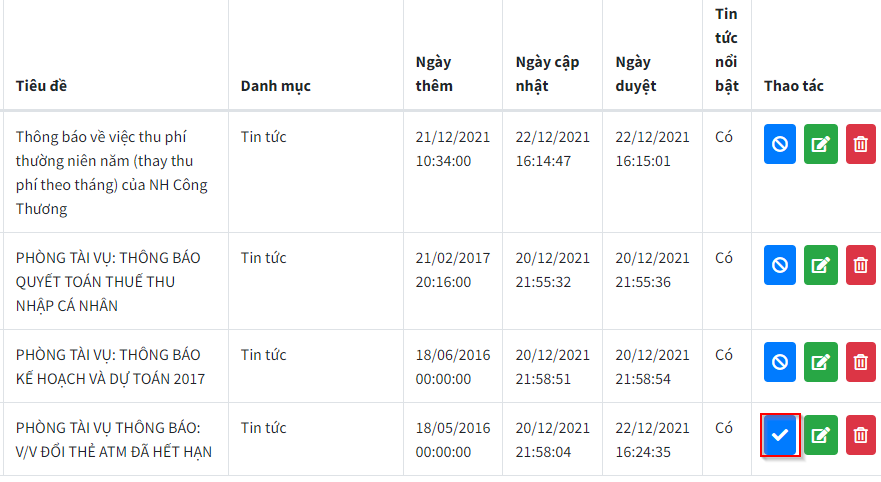 Tiêu đề
Danh mục
Ngày
thêm
Ngày cập
nhật
Ngày
duyệt
Tin
tức
nổi
bật
Thao tác
Thông báo về việc thu phí
thường niên năm (thay thu
phí theo tháng) của NH Công
Thương
Tin tức
21/12/2021
10:34:00
22/12/2021
16:14:47
22/12/2021
16:15:01
Có
PHÒNG TÀI VỤ: THÔNG BÁO
QUYẾT TOÁN THUẾ THU
NHẬP CÁ NHÂN
Tin tức
21/02/2017
20:16:00
20/12/2021
21:55:32
20/12/2021
21:55:36
Có
PHÒNG TÀI VỤ: THÔNG BÁO
KẾ HOẠCH VÀ DỰ TOÁN 2017
Tin tức
18/06/2016
00:00:00
20/12/2021
21:58:51
20/12/2021
21:58:54
Có
PHÒNG TÀI VỤ THÔNG BÁO:
V/V ĐỔI THẺ ATM ĐÃ HẾT HẠN
Tin tức
18/05/2016
00:00:00
20/12/2021
21:58:04
22/12/2021
16:24:35
Có